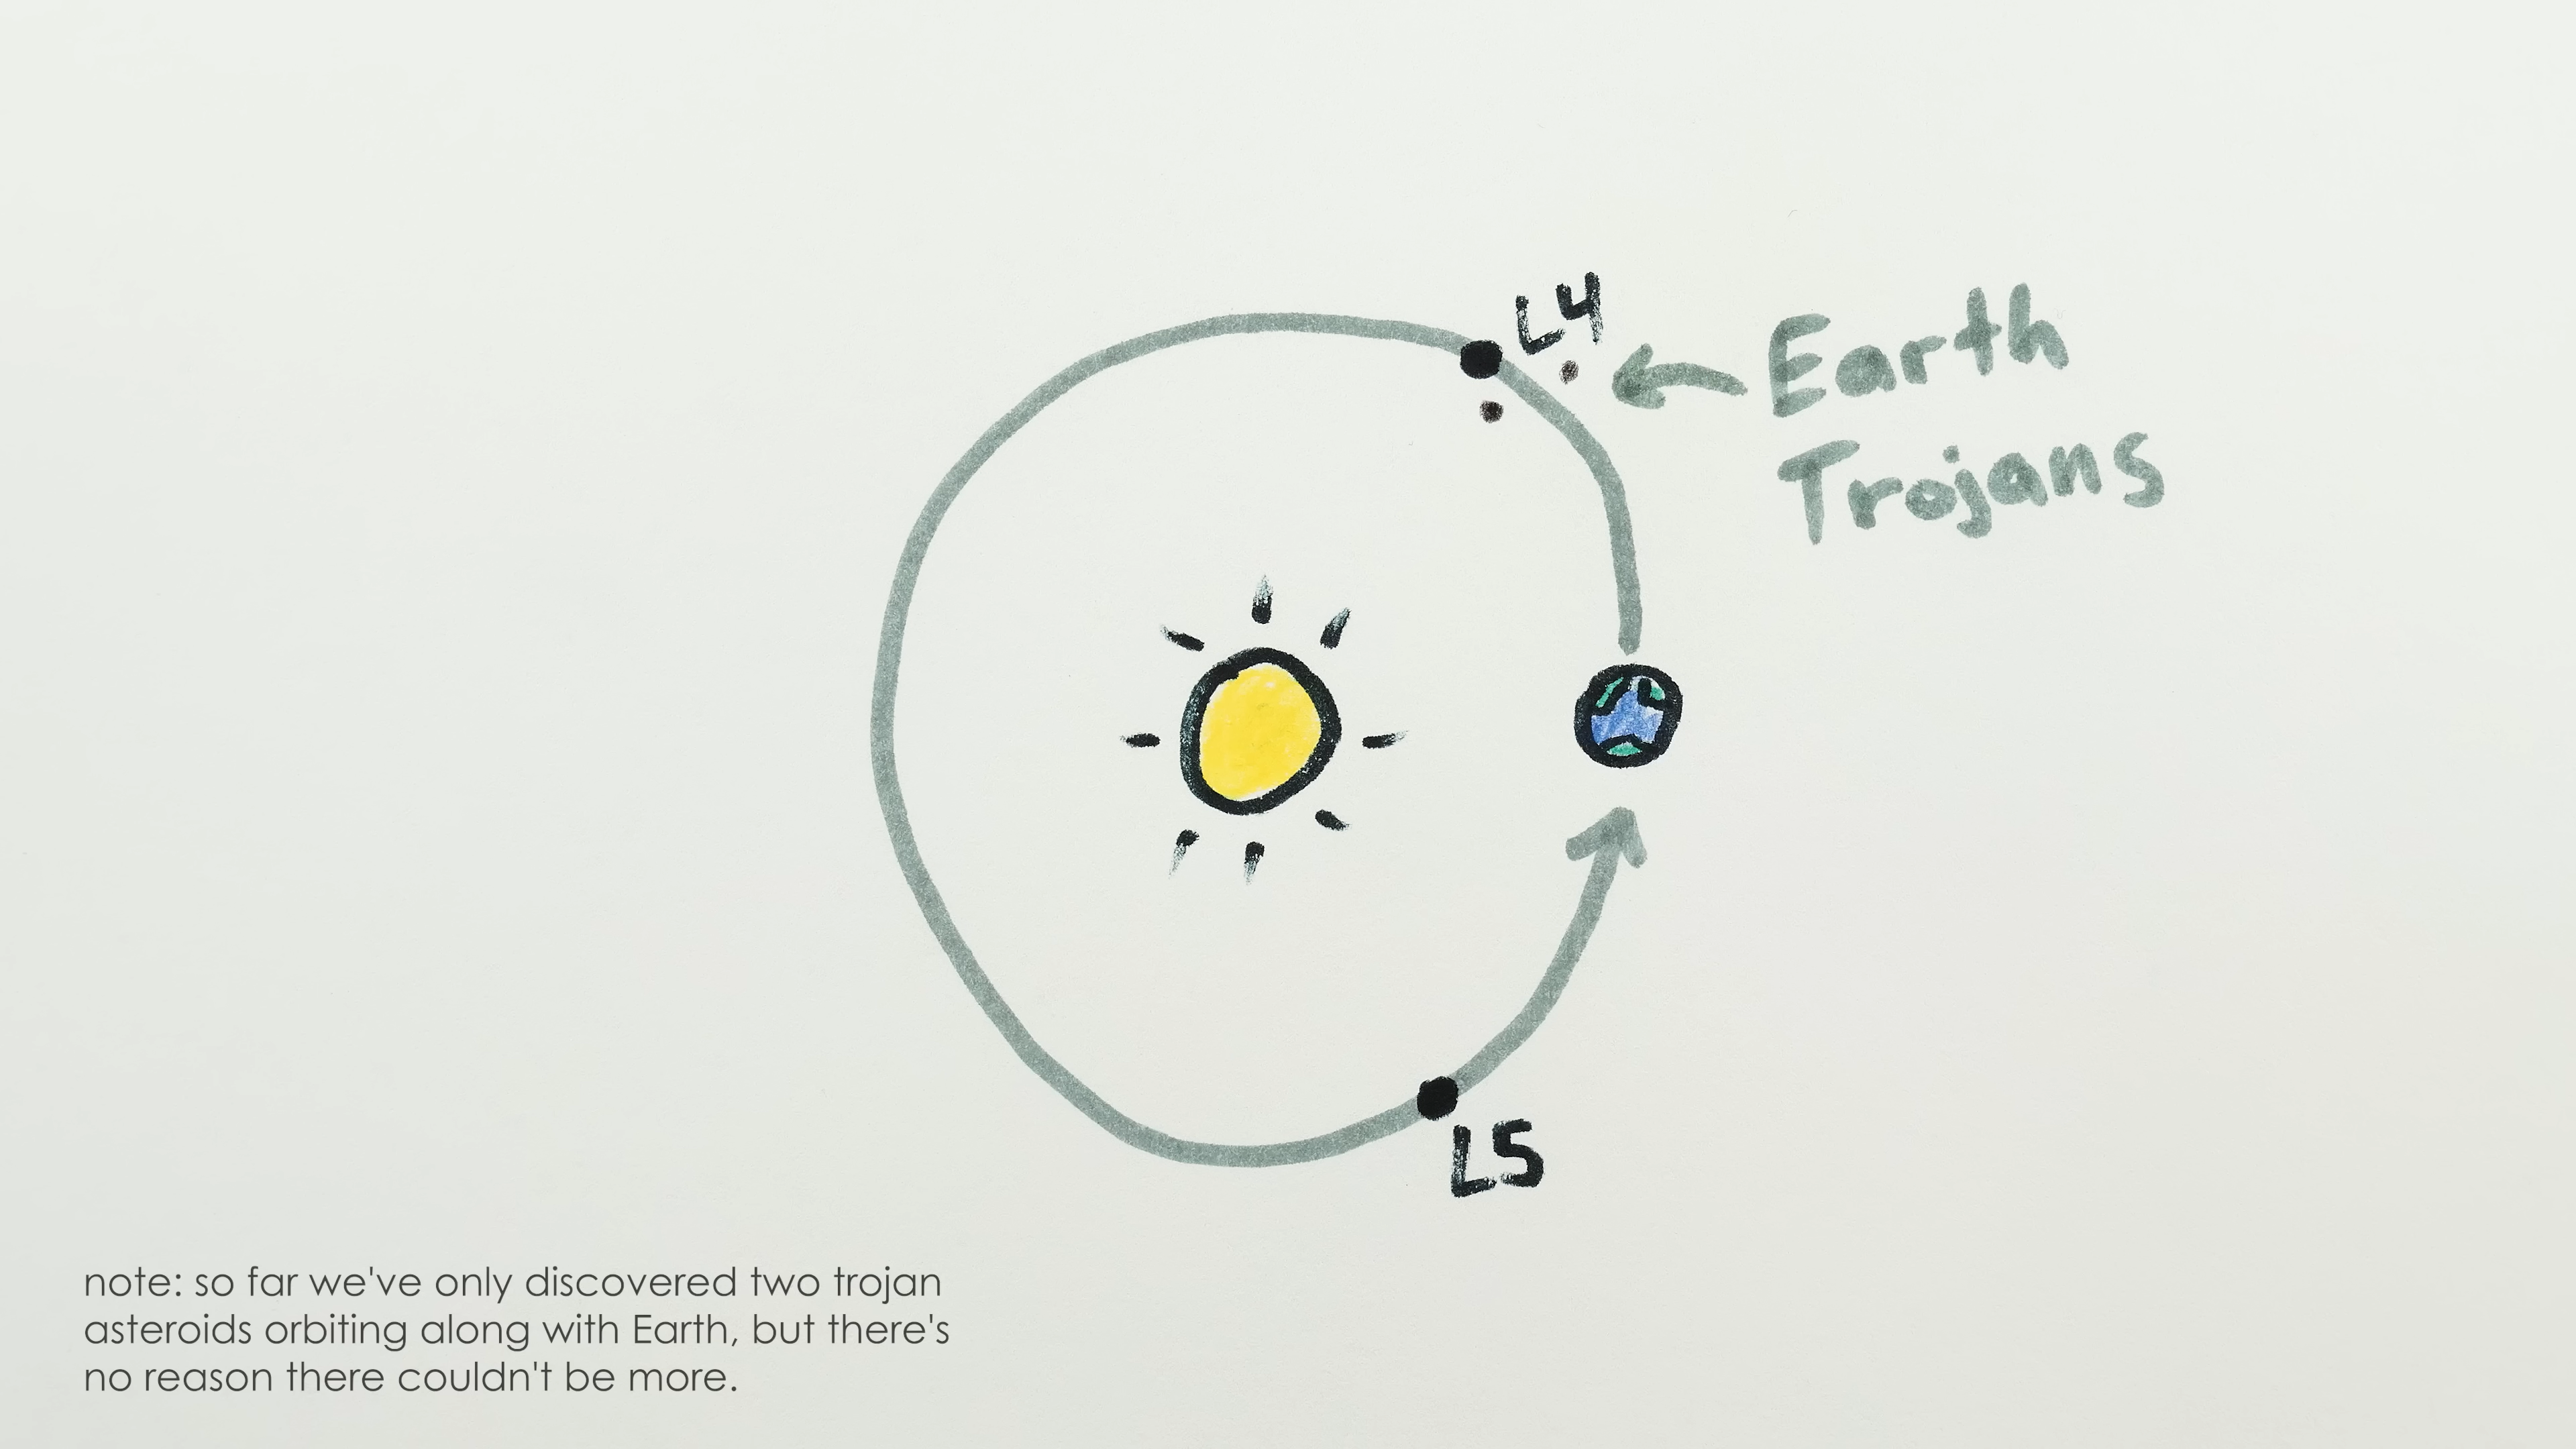 L4
Earth
Trojans
L5
note: so far we've only discovered two trojan
asteroids orbiting along with Earth, but there's
no reason there couldn't be more.